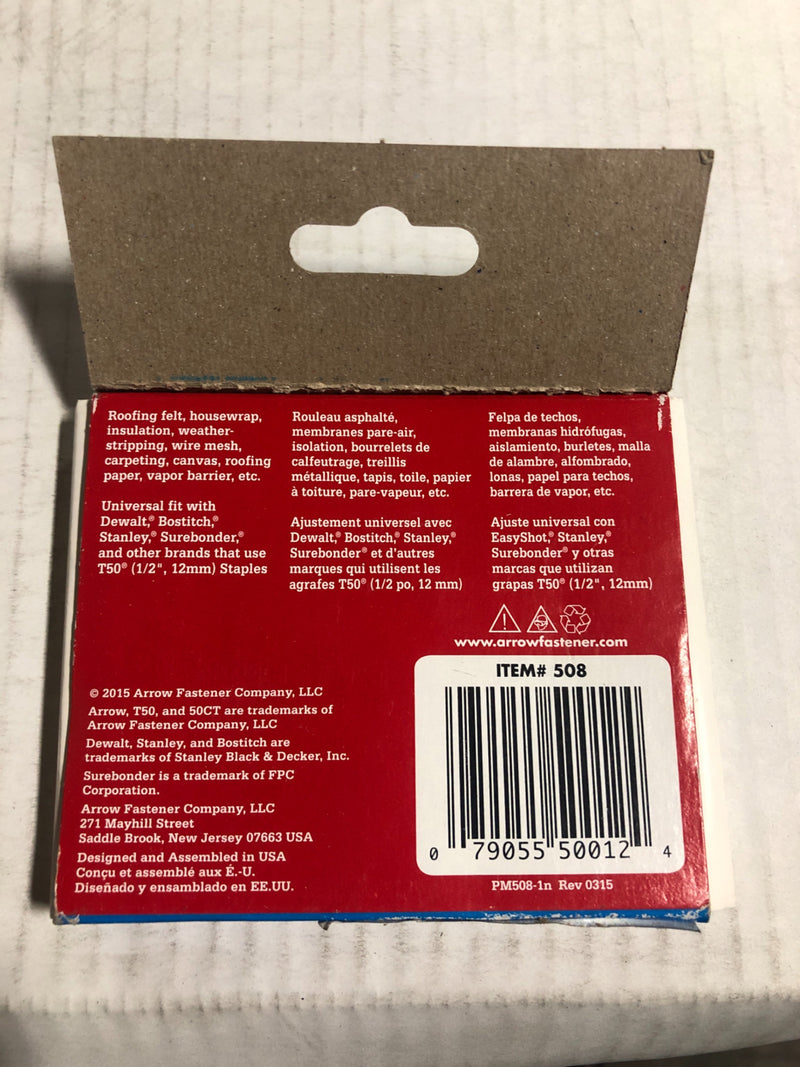 Roofing felt, housewrap,
insulation, weather-
stripping, wire mesh,
carpeting, canvas, roofing
paper, vapor barrier, etc.
Universal fit with
Dewalt,® Bostitch,®
Stanley,® Surebonder,®
and other brands that use
T50® (1/2", 12mm) Staples
Rouleau asphalté,
membranes pare-air,
isolation, bourrelets de
calfeutrage, treillis
métallique, tapis, toile, papier
à toiture, pare-vapeur, etc.
Ajustement universel avec
Dewalt,® Bostitch,® Stanley,®
Surebonder® et d'autres
marques qui utilisent les
agrafes T50® (1/2 po, 12 mm)
Felpa de techos,
membranas hidrófugas,
aislamiento, burletes, malla
de alambre, alfombrado,
lonas, papel para techos,
barrera de vapor, etc.
Ajuste universal con
EasyShot,® Stanley,®
Surebonder® y otras
marcas que utilizan
grapas T50® (1/2", 12mm)
www.arrowfastener.com
ITEM# 508
0 79055 50012 4
PM508-1n Rev 0315
© 2015 Arrow Fastener Company, LLC
Arrow, T50, and 50CT are trademarks of
Arrow Fastener Company, LLC
Dewalt, Stanley, and Bostitch are
trademarks of Stanley Black & Decker, Inc.
Surebonder is a trademark of FPC
Corporation.
Arrow Fastener Company, LLC
271 Mayhill Street
Saddle Brook, New Jersey 07663 USA
Designed and Assembled in USA
Conçu et assemblé aux É.-U.
Diseñado y ensamblado en EE.UU.